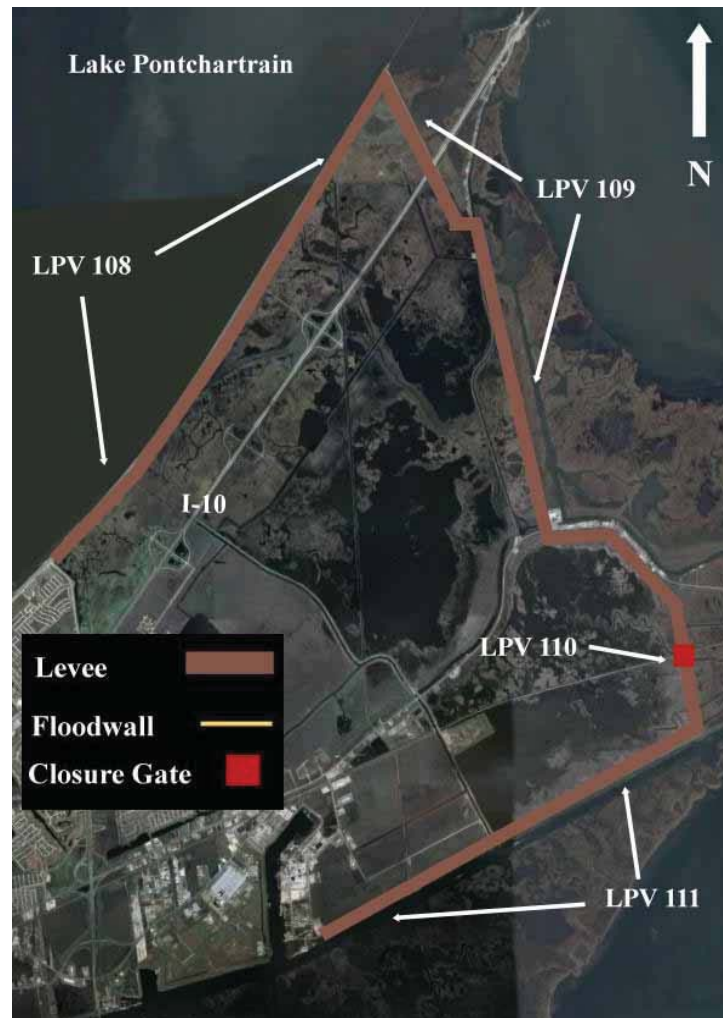 Lake Pontchartrain
N
LPV 109
LPV 108
I-10
LPV 110
Levee
Floodwall
Closure Gate
LPV 111